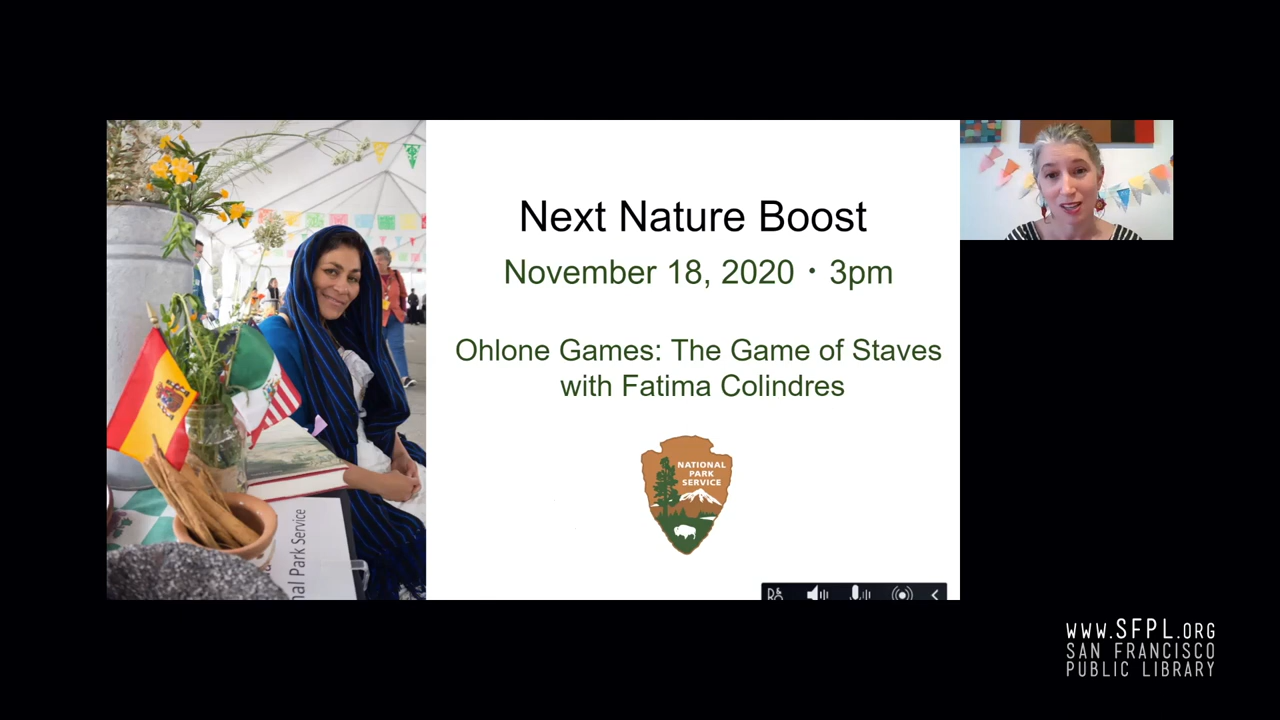 Next Nature Boost
November 18, 2020 • 3pm
Ohlone Games: The Game of Staves
with Fatima Colindres
NATIONAL
PARK
SERVICE
nal Park Service
WWW.SFPL.ORG
SAN FRANCISCO
PUBLIC LIBRARY